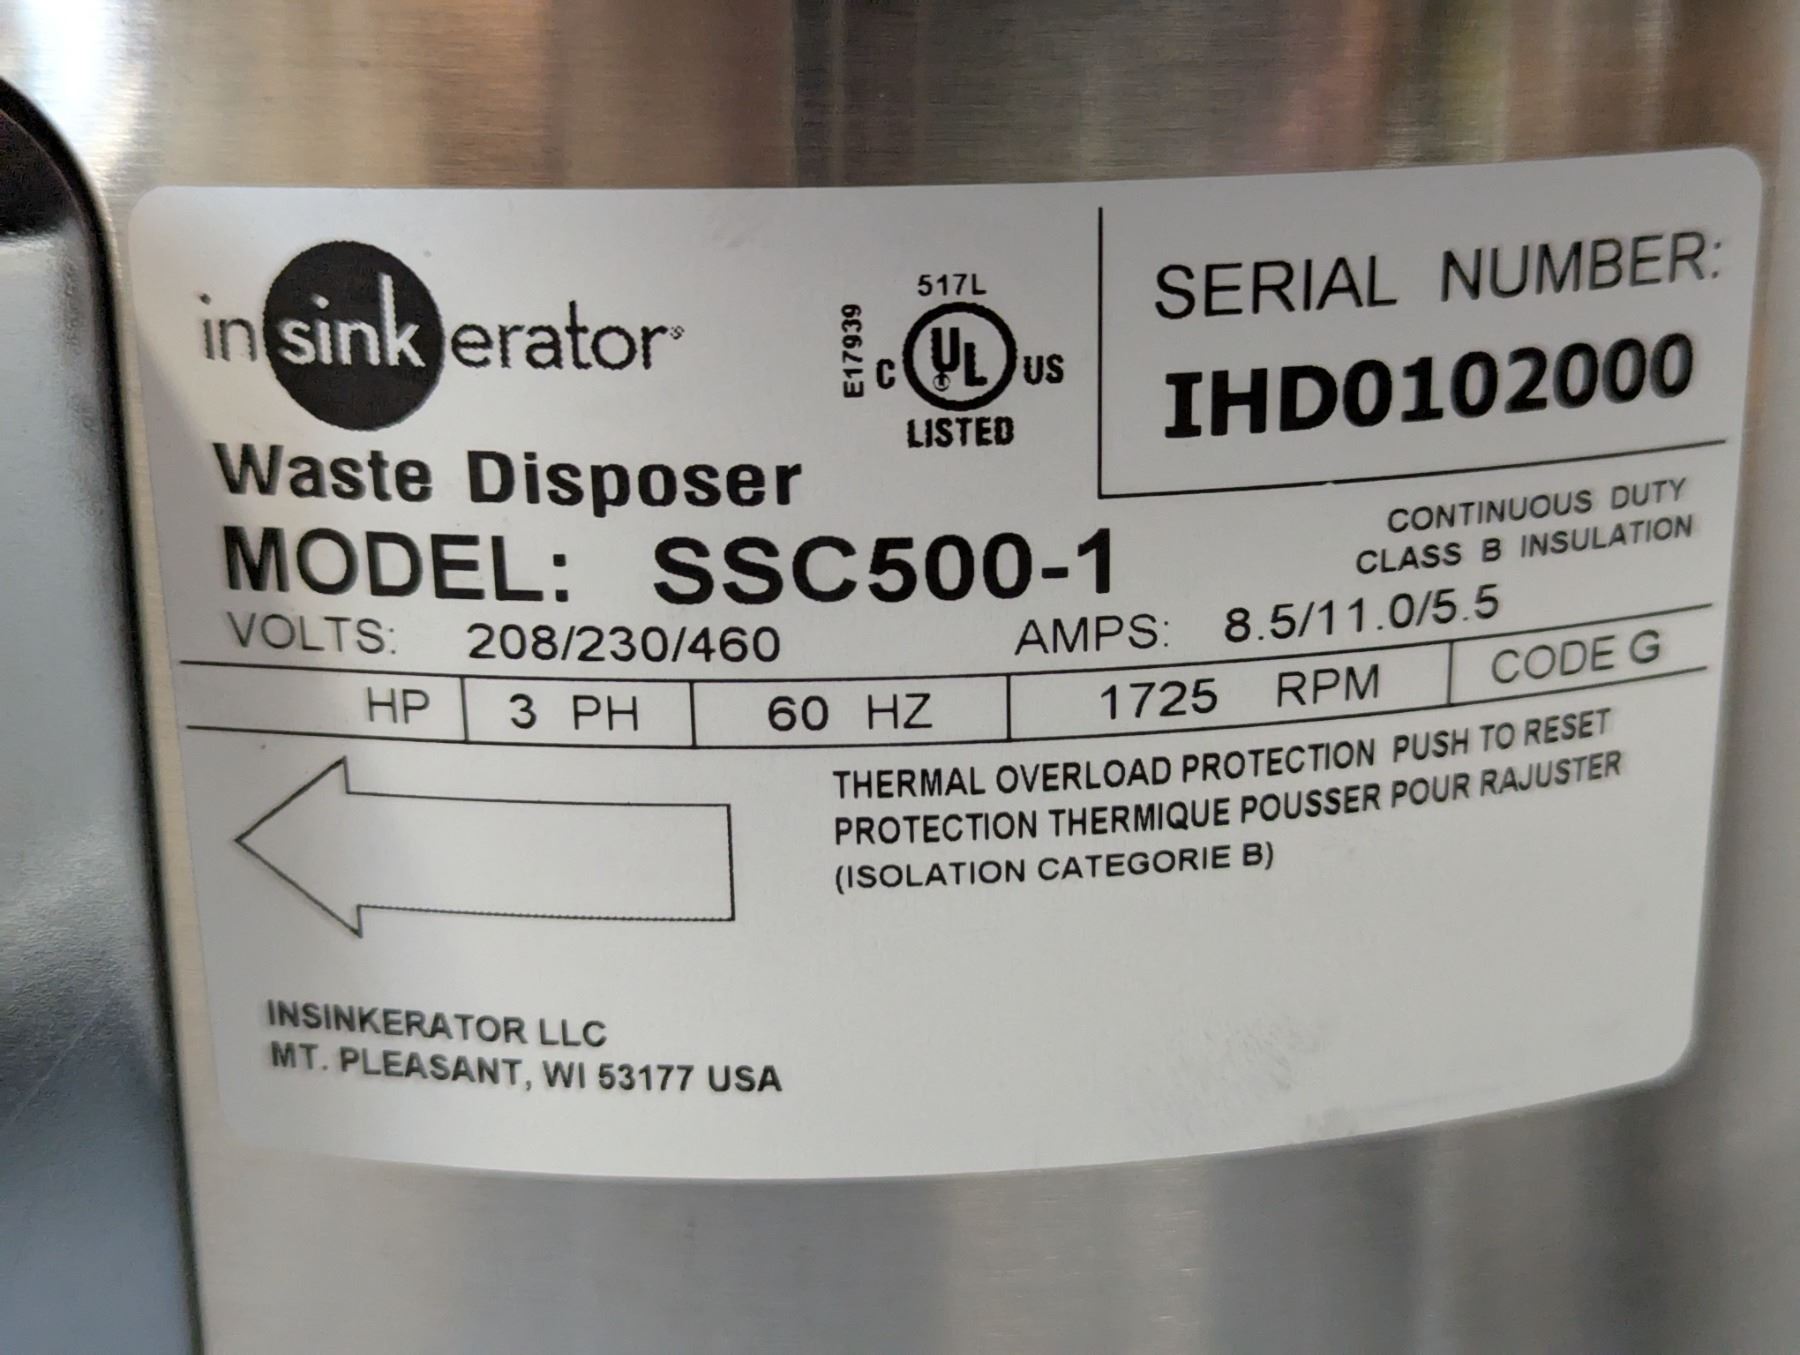 insinkerator®
517L
E17939
C UL US
LISTED
SERIAL NUMBER:
IHD0102000
Waste Disposer
MODEL: SSC500-1
CONTINUOUS DUTY
CLASS B INSULATION
VOLTS: 208/230/460 AMPS: 8.5/11.0/5.5
HP 3 PH 60 HZ 1725 RPM CODE G
THERMAL OVERLOAD PROTECTION PUSH TO RESET
PROTECTION THERMIQUE POUSSER POUR RAJUSTER
(ISOLATION CATEGORIE B)
INSINKERATOR LLC
MT. PLEASANT, WI 53177 USA